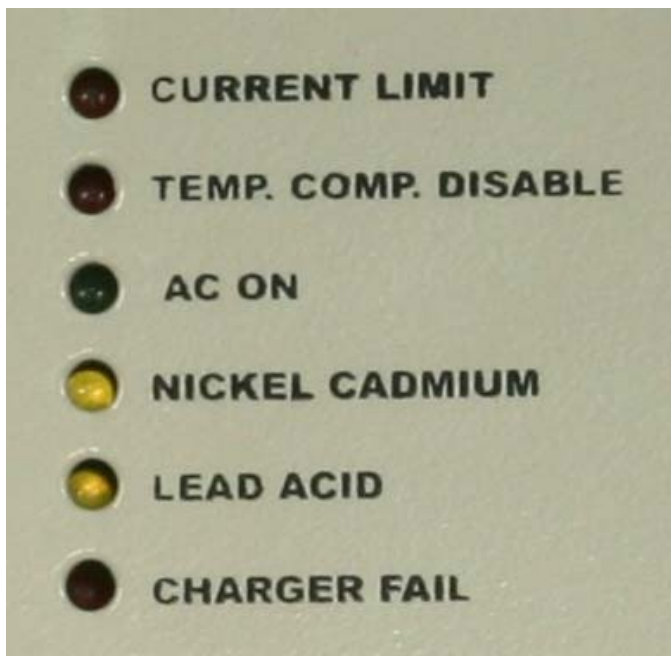 CURRENT LIMIT
TEMP. COMP. DISABLE
AC ON
NICKEL CADMIUM
LEAD ACID
CHARGER FAIL